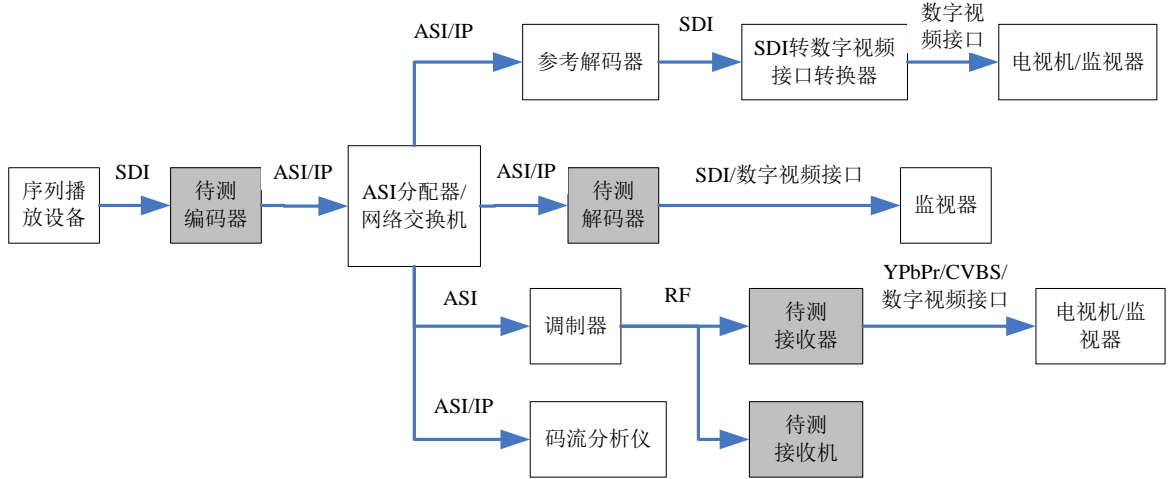 ASI/IP
参考解码器
SDI
SDI转数字视频
接口转换器
数字视
频接口
电视机/监视器
序列播
放设备
SDI
待测
编码器
ASI/IP
ASI分配器/
网络交换机
ASI/IP
待测
解码器
SDI/数字视频接口
监视器
ASI
调制器
RF
待测
接收器
YPbPr/CVBS/
数字视频接口
电视机/监
视器
ASI/IP
码流分析仪
待测
接收机